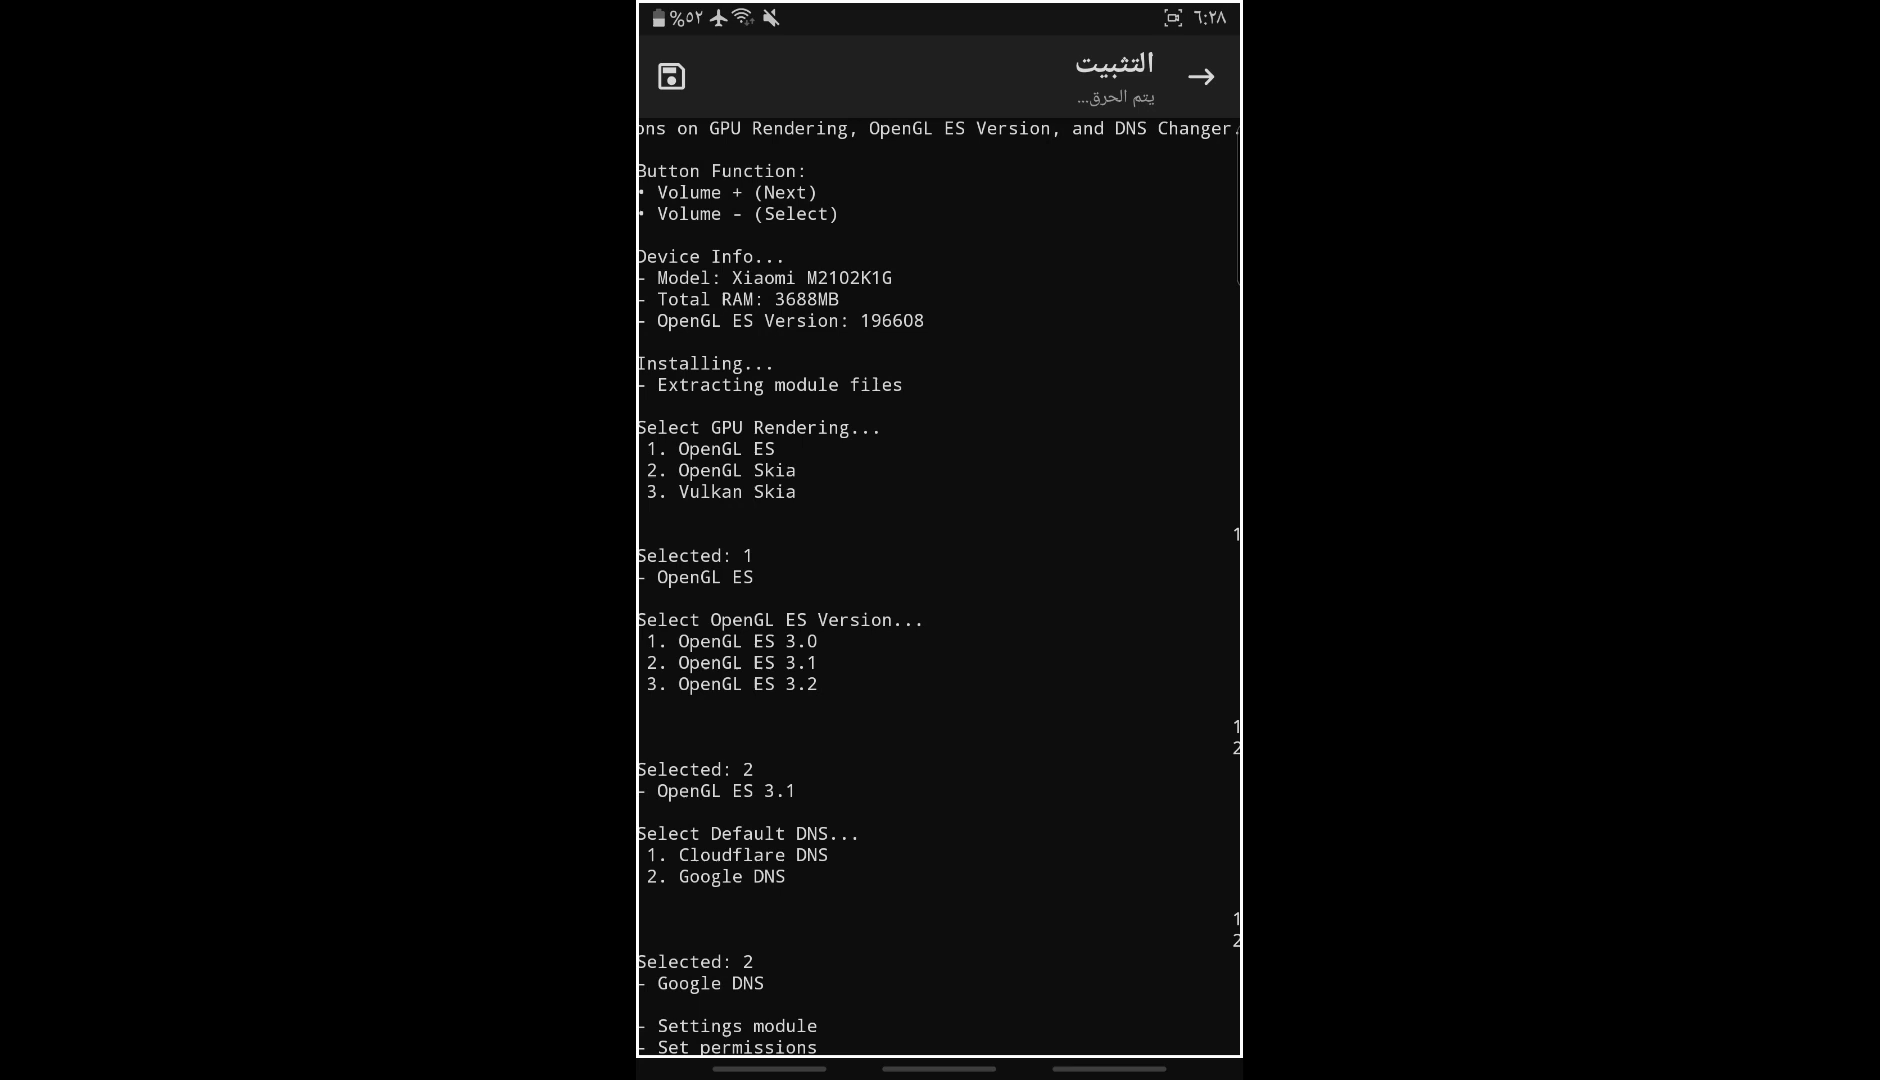 %٥٢ ٦:٢٨
التثبيت
يتم الحرق...
ons on GPU Rendering, OpenGL ES Version, and DNS Changer.
Button Function:
• Volume + (Next)
• Volume - (Select)
Device Info...
- Model: Xiaomi M2102K1G
- Total RAM: 3688MB
- OpenGL ES Version: 196608
Installing...
- Extracting module files
Select GPU Rendering...
1. OpenGL ES
2. OpenGL Skia
3. Vulkan Skia
1
Selected: 1
- OpenGL ES
Select OpenGL ES Version...
1. OpenGL ES 3.0
2. OpenGL ES 3.1
3. OpenGL ES 3.2
1
2
Selected: 2
- OpenGL ES 3.1
Select Default DNS...
1. Cloudflare DNS
2. Google DNS
1
2
Selected: 2
- Google DNS
- Settings module
- Set permissions